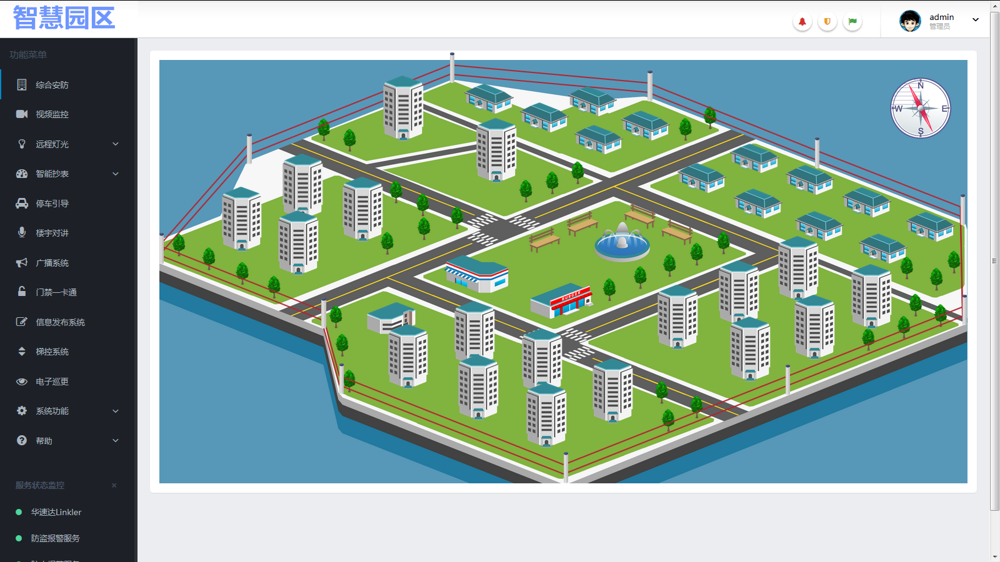 智慧园区
admin
管理员
功能菜单
综合安防
视频监控
远程灯光
智能抄表
停车引导
楼宇对讲
广播系统
门禁一卡通
信息发布系统
梯控系统
电子巡更
系统功能
帮助
服务状态监控
×
华速达Linkler
防盗报警服务
N
W
E
S
BURGER